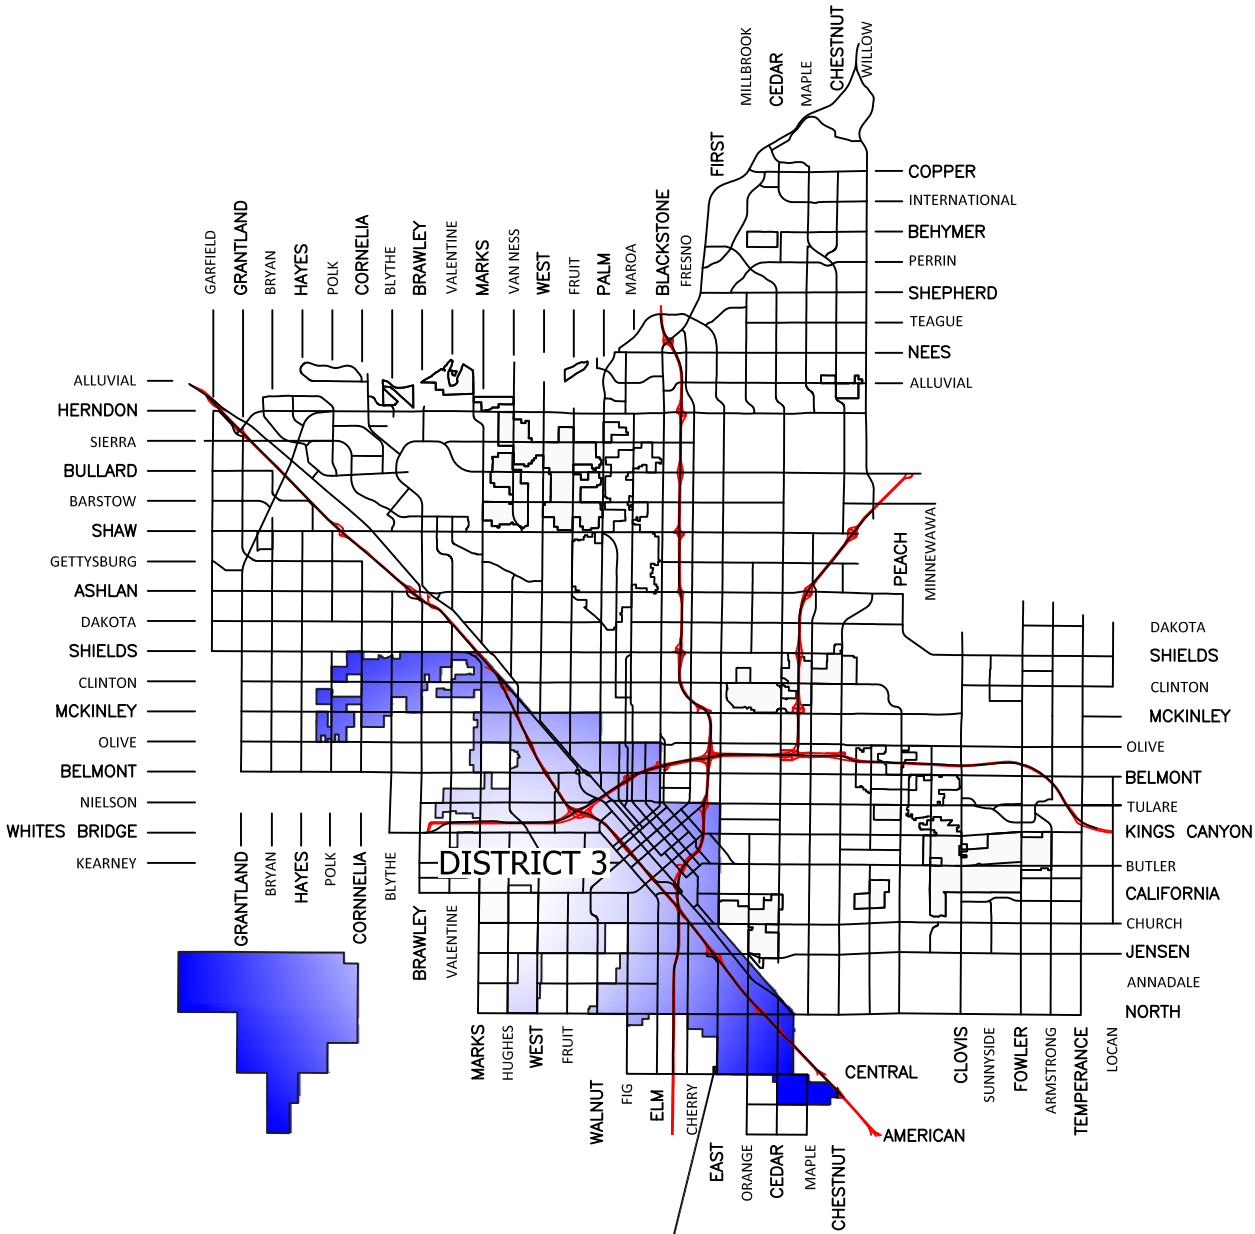 MILLBROOK
CEDAR
MAPLE
CHESTNUT
WILLOW
FIRST
COPPER
INTERNATIONAL
BEHYMER
PERRIN
SHEPHERD
TEAGUE
NEES
ALLUVIAL
GARFIELD
GRANTLAND
BRYAN
HAYES
POLK
CORNELIA
BLYTHE
BRAWLEY
VALENTINE
MARKS
VAN NESS
WEST
FRUIT
PALM
MAROA
BLACKSTONE
FRESNO
ALLUVIAL
HERNDON
SIERRA
BULLARD
BARSTOW
SHAW
GETTYSBURG
ASHLAN
DAKOTA
SHIELDS
CLINTON
MCKINLEY
OLIVE
BELMONT
NIELSON
WHITES BRIDGE
KEARNEY
PEACH
MINNEWAWA
DAKOTA
SHIELDS
CLINTON
MCKINLEY
OLIVE
BELMONT
TULARE
KINGS CANYON
BUTLER
CALIFORNIA
CHURCH
JENSEN
ANNADALE
NORTH
DISTRICT 3
GRANTLAND
BRYAN
HAYES
POLK
CORNNELIA
BLYTHE
BRAWLEY
VALENTINE
MARKS
HUGHES
WEST
FRUIT
WALNUT
FIG
ELM
CHERRY
EAST
ORANGE
CEDAR
MAPLE
CHESTNUT
CENTRAL
AMERICAN
CLOVIS
SUNNYSIDE
FOWLER
ARMSTRONG
TEMPERANCE
LOCAN